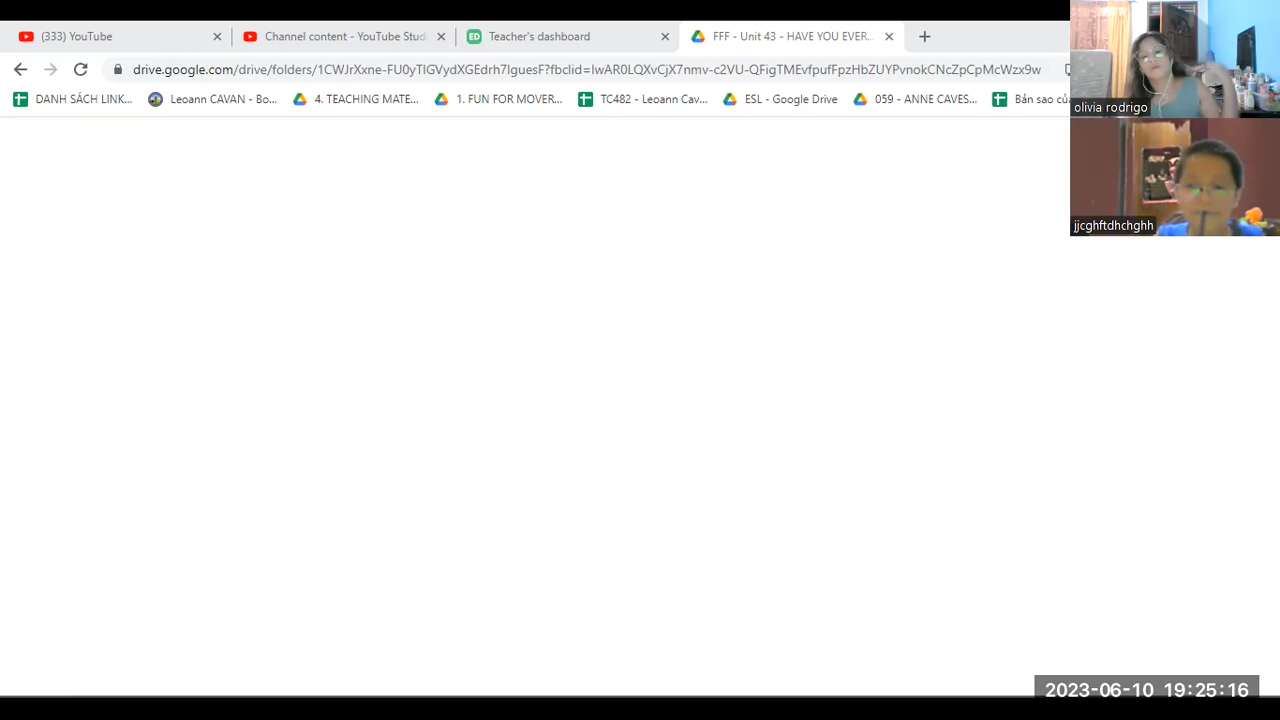 (333) YouTube
Channel content - YouTube Stud
Teacher's dashboard
FFF - Unit 43 - HAVE YOU EVER...
drive.google.com/drive/folders/1CWJrXxne-FU0yTIGVydXGEdrh7IguesF?fbclid=IwAR0LQXvCjX7nmv-c2VU-QFigTMEvfpufFpzHbZUYPvnokCNcZpCpMcWzx9w
DANH SÁCH LINK...
Leoann CAVAN - Bo...
4. TEACHING MATE...
1. FUN FOR MOVER...
TC482 - Leoann Cav...
ESL - Google Drive
059 - ANNE CAVES...
Bản sao củ
olivia rodrigo
jjcghftdhchghh
2023-06-10 19:25:16